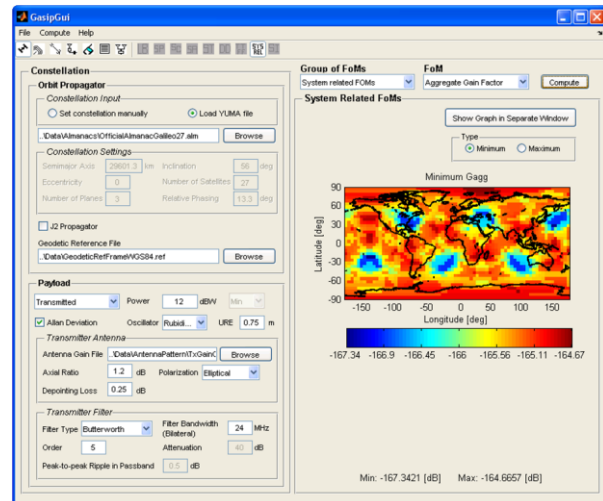 GasipGui
File Compute Help
Constellation
Orbit Propagator
Constellation Input
Set constellation manually Load YUMA file
..\Data\Almanacs\OfficialAlmanacGalileo27.alm Browse
Constellation Settings
Semimajor Axis 29601.3 km Inclination 56 deg
Eccentricity 0 Number of Satellites 27
Number of Planes 3 Relative Phasing 13.3 deg
J2 Propagator
Geodetic Reference File
..\Data\GeodeticRefFrameWGS84.ref Browse
Payload
Transmitted Power 12 dBW Min
Allan Deviation Oscillator Rubidi... URE 0.75 m
Transmitter Antenna
Antenna Gain File ..\Data\AntennaPattern\TxGainC Browse
Axial Ratio 1.2 dB Polarization Elliptical
Depointing Loss 0.25 dB
Transmitter Filter
Filter Type Butterworth Filter Bandwidth (Bilateral) 24 MHz
Order 5 Attenuation 40 dB
Peak-to-peak Ripple in Passband 0.5 dB
Group of FoMs FoM
System related FOMs Aggregate Gain Factor Compute
System Related FoMs
Show Graph in Separate Window
Type
Minimum Maximum
Minimum Gagg
Latitude [deg]
90
60
30
0
-30
-60
-90
-150 -100 -50 0 50 100 150
Longitude [deg]
-167.34 -166.9 -166.45 -166 -165.56 -165.11 -164.67
Min: -167.3421 [dB] Max: -164.6657 [dB]